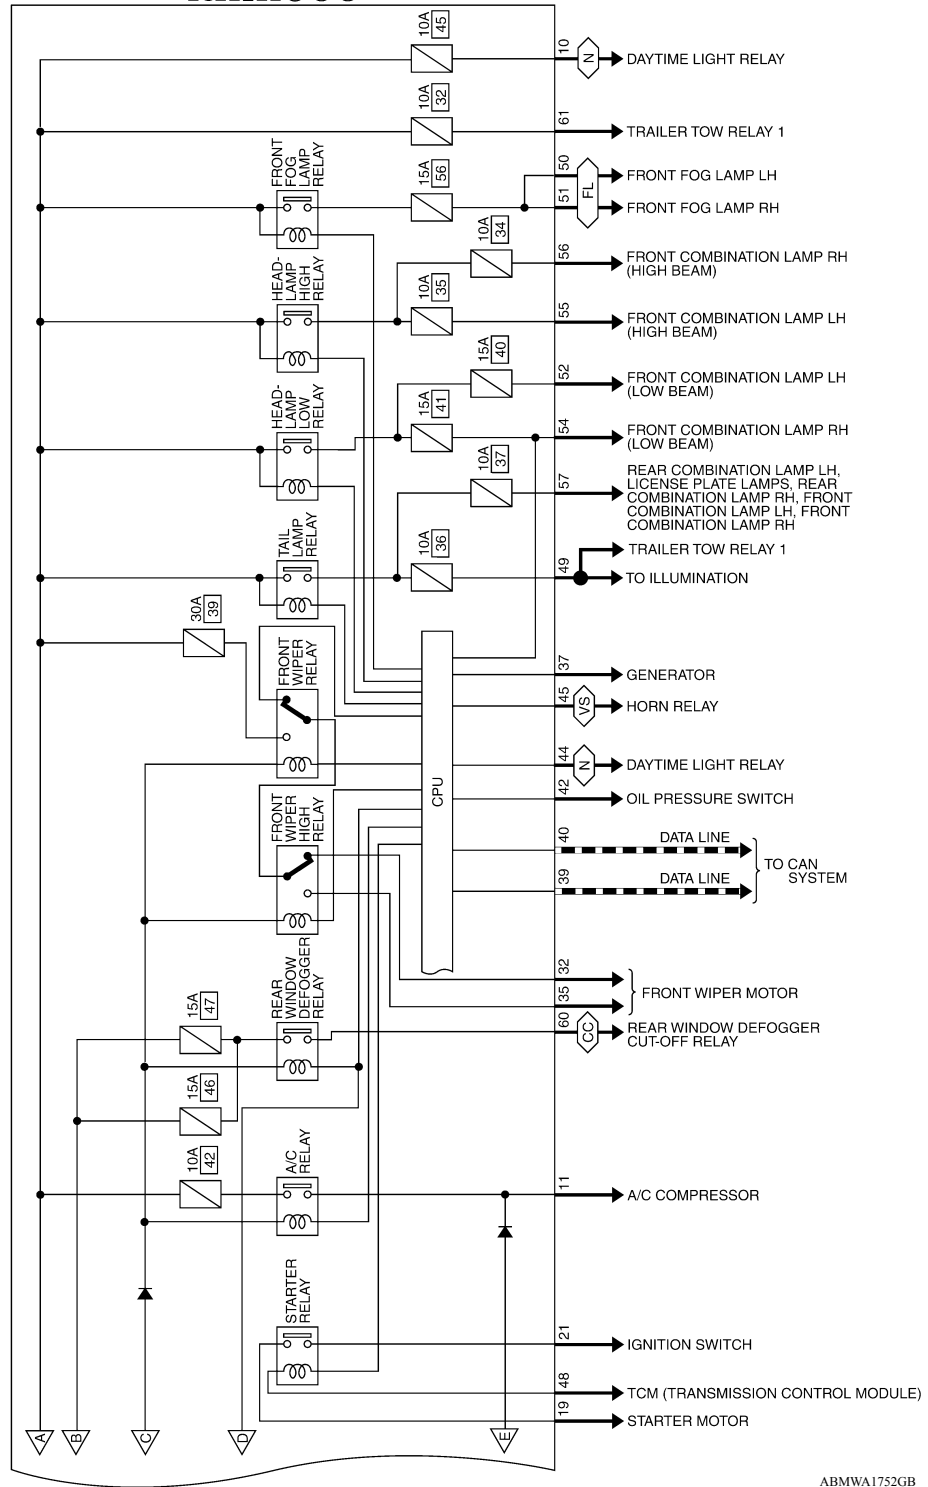 10A
45
10
N
DAYTIME LIGHT RELAY
10A
32
61
TRAILER TOW RELAY 1
FRONT
FOG
LAMP
RELAY
15A
56
50
51
FL
FRONT FOG LAMP LH
FRONT FOG LAMP RH
HEAD-
LAMP
HIGH
RELAY
10A
34
56
FRONT COMBINATION LAMP RH
(HIGH BEAM)
10A
35
55
FRONT COMBINATION LAMP LH
(HIGH BEAM)
HEAD-
LAMP
LOW
RELAY
15A
40
52
FRONT COMBINATION LAMP LH
(LOW BEAM)
15A
41
54
FRONT COMBINATION LAMP RH
(LOW BEAM)
10A
37
57
REAR COMBINATION LAMP LH,
LICENSE PLATE LAMPS, REAR
COMBINATION LAMP RH, FRONT
COMBINATION LAMP LH, FRONT
COMBINATION LAMP RH
TAIL
LAMP
RELAY
10A
36
49
TRAILER TOW RELAY 1
TO ILLUMINATION
30A
39
FRONT
WIPER
RELAY
CPU
37
GENERATOR
45
VS
HORN RELAY
44
N
DAYTIME LIGHT RELAY
42
OIL PRESSURE SWITCH
FRONT
WIPER
HIGH
RELAY
40
DATA LINE
39
DATA LINE
TO CAN
SYSTEM
32
35
FRONT WIPER MOTOR
REAR
WINDOW
DEFOGGER
RELAY
15A
47
60
CC
REAR WINDOW DEFOGGER
CUT-OFF RELAY
15A
46
10A
42
A/C
RELAY
11
A/C COMPRESSOR
STARTER
RELAY
21
IGNITION SWITCH
48
TCM (TRANSMISSION CONTROL MODULE)
19
STARTER MOTOR
A
B
C
D
E
ABMWA1752GB